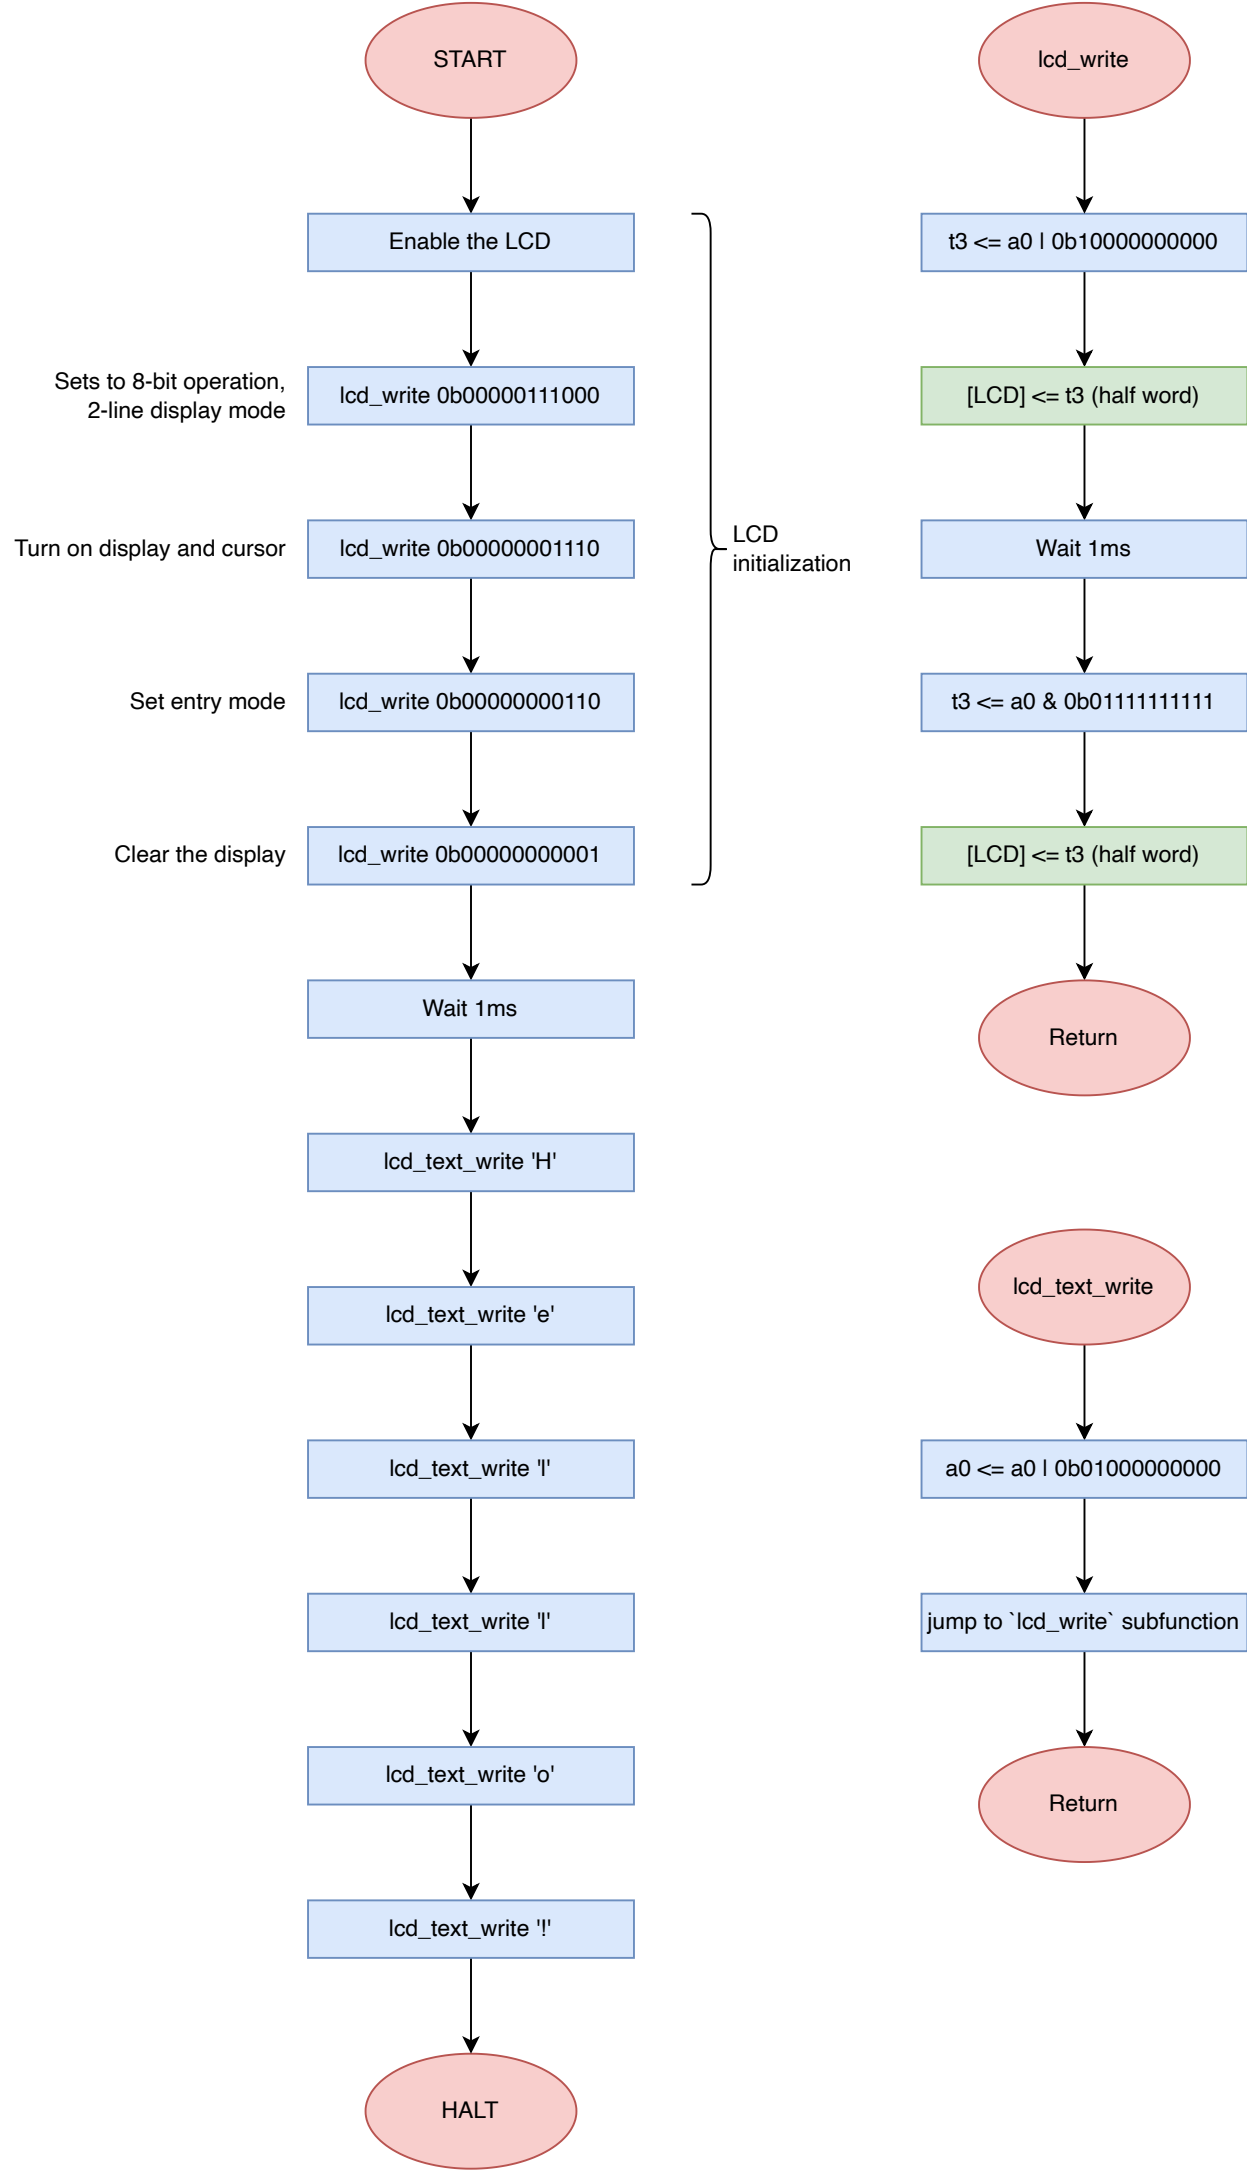 START
Enable the LCD
Sets to 8-bit operation,
2-line display mode
lcd_write 0b00000111000
Turn on display and cursor
lcd_write 0b00000001110
Set entry mode
lcd_write 0b00000000110
Clear the display
lcd_write 0b00000000001
LCD
initialization
Wait 1ms
lcd_text_write 'H'
lcd_text_write 'e'
lcd_text_write 'l'
lcd_text_write 'l'
lcd_text_write 'o'
lcd_text_write '!'
HALT
lcd_write
t3 <= a0 | 0b10000000000
[LCD] <= t3 (half word)
Wait 1ms
t3 <= a0 & 0b01111111111
[LCD] <= t3 (half word)
Return
lcd_text_write
a0 <= a0 | 0b01000000000
jump to `lcd_write` subfunction
Return